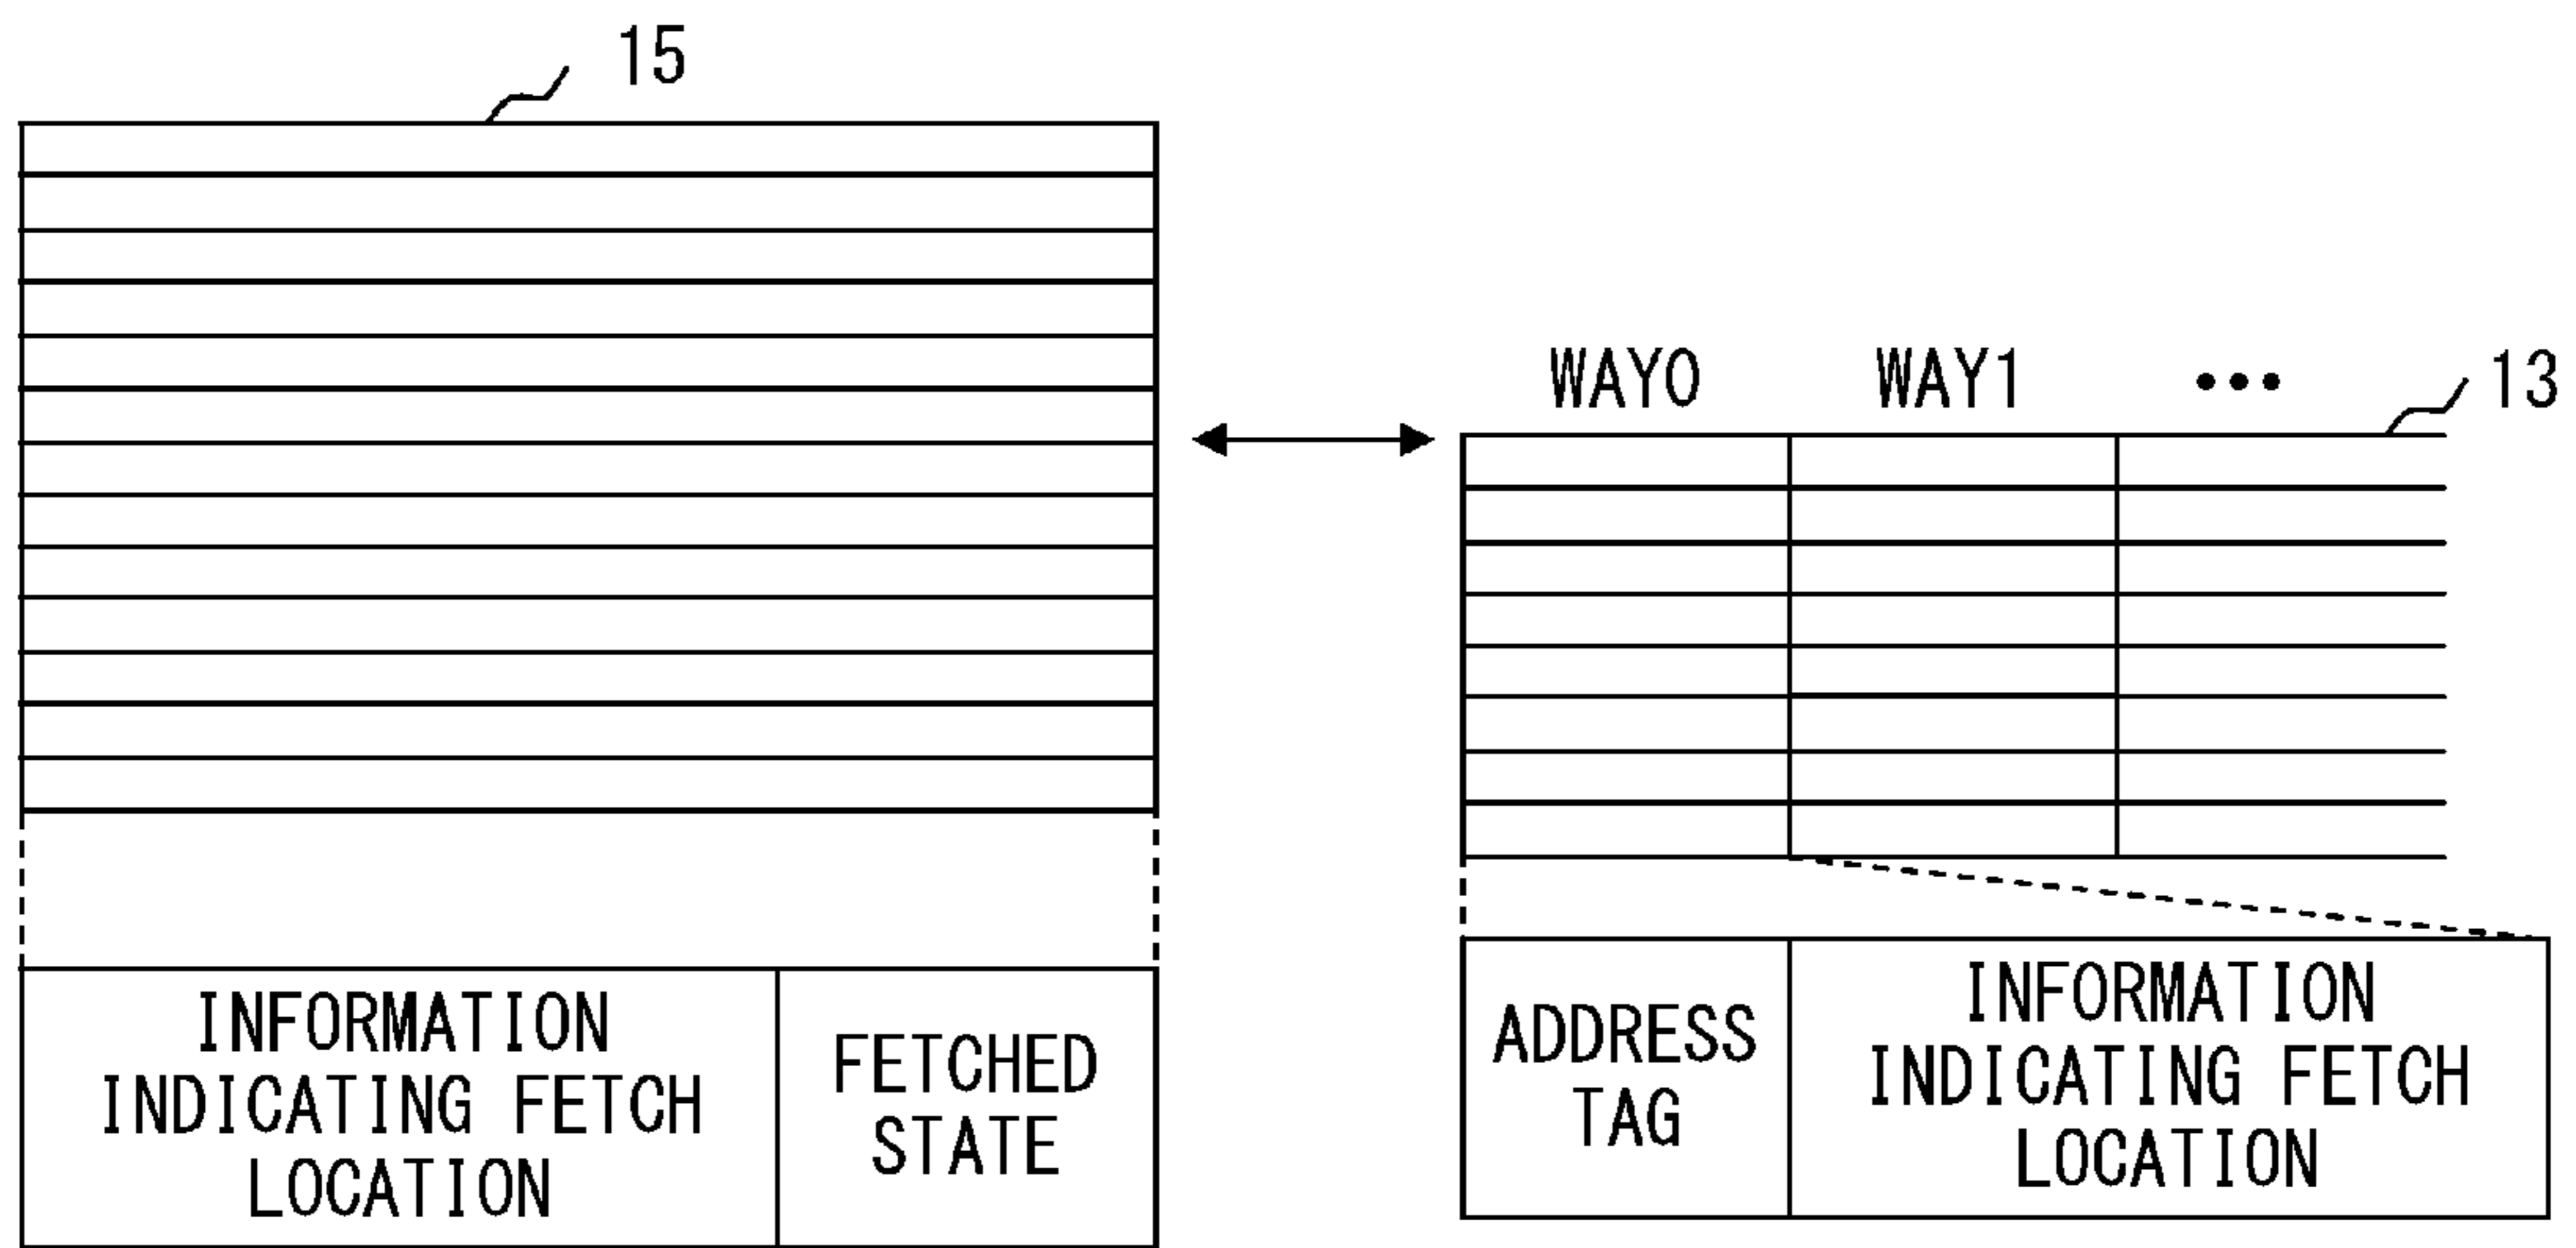 15
WAY0 WAY1 ••• 13
INFORMATION
INDICATING FETCH
LOCATION
FETCHED
STATE
ADDRESS
TAG
INFORMATION
INDICATING FETCH
LOCATION